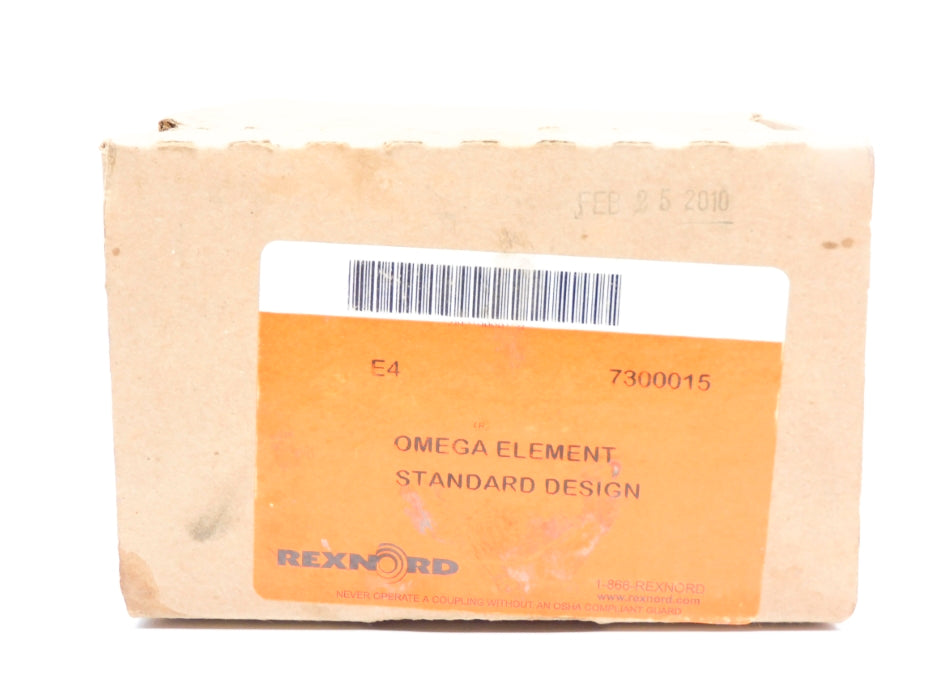 FEB 25 2010
E4 7300015
(R)
OMEGA ELEMENT
STANDARD DESIGN
REXNORD
1-866-REXNORD
www.rexnord.com
NEVER OPERATE A COUPLING WITHOUT AN OSHA COMPLIANT GUARD